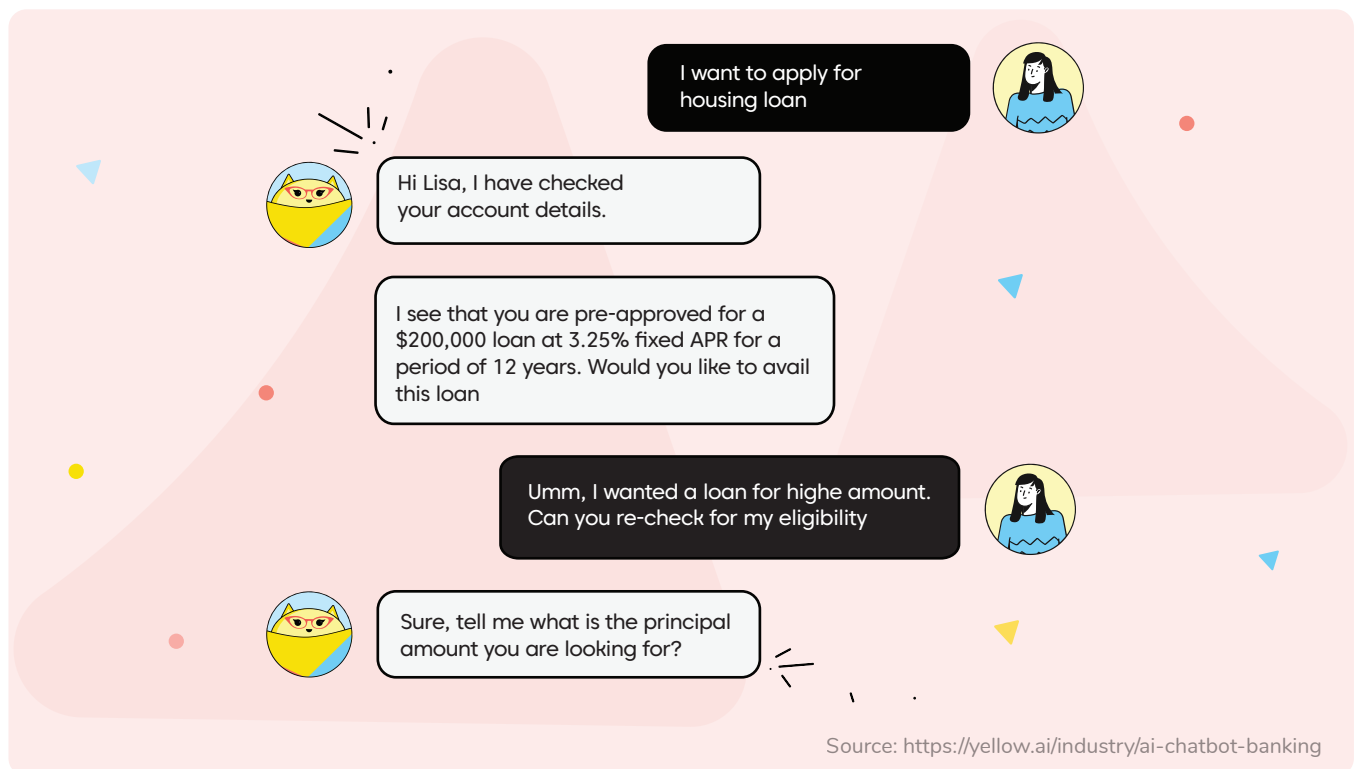 I want to apply for
housing loan
Hi Lisa, I have checked
your account details.
I see that you are pre-approved for a
$200,000 loan at 3.25% fixed APR for a
period of 12 years. Would you like to avail
this loan
Umm, I wanted a loan for highe amount.
Can you re-check for my eligibility
Sure, tell me what is the principal
amount you are looking for?
Source: https://yellow.ai/industry/ai-chatbot-banking